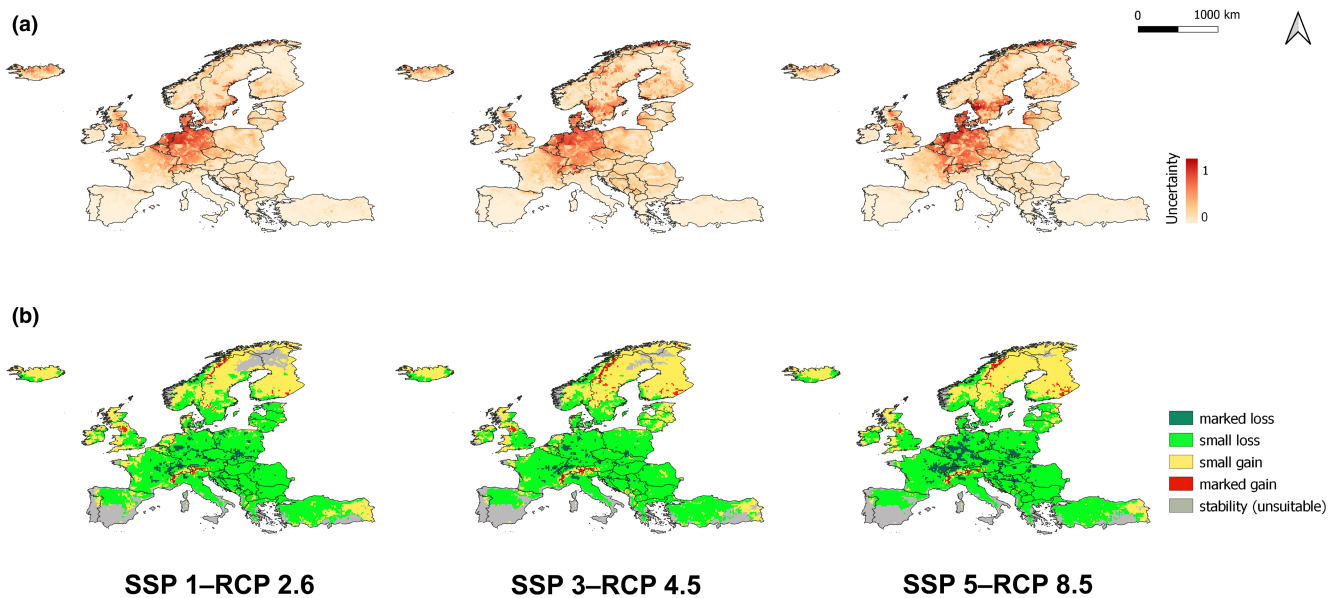 (a)
0 1000 km
Uncertainty
1
0
(b)
marked loss
small loss
small gain
marked gain
stability (unsuitable)
SSP 1–RCP 2.6
SSP 3–RCP 4.5
SSP 5–RCP 8.5